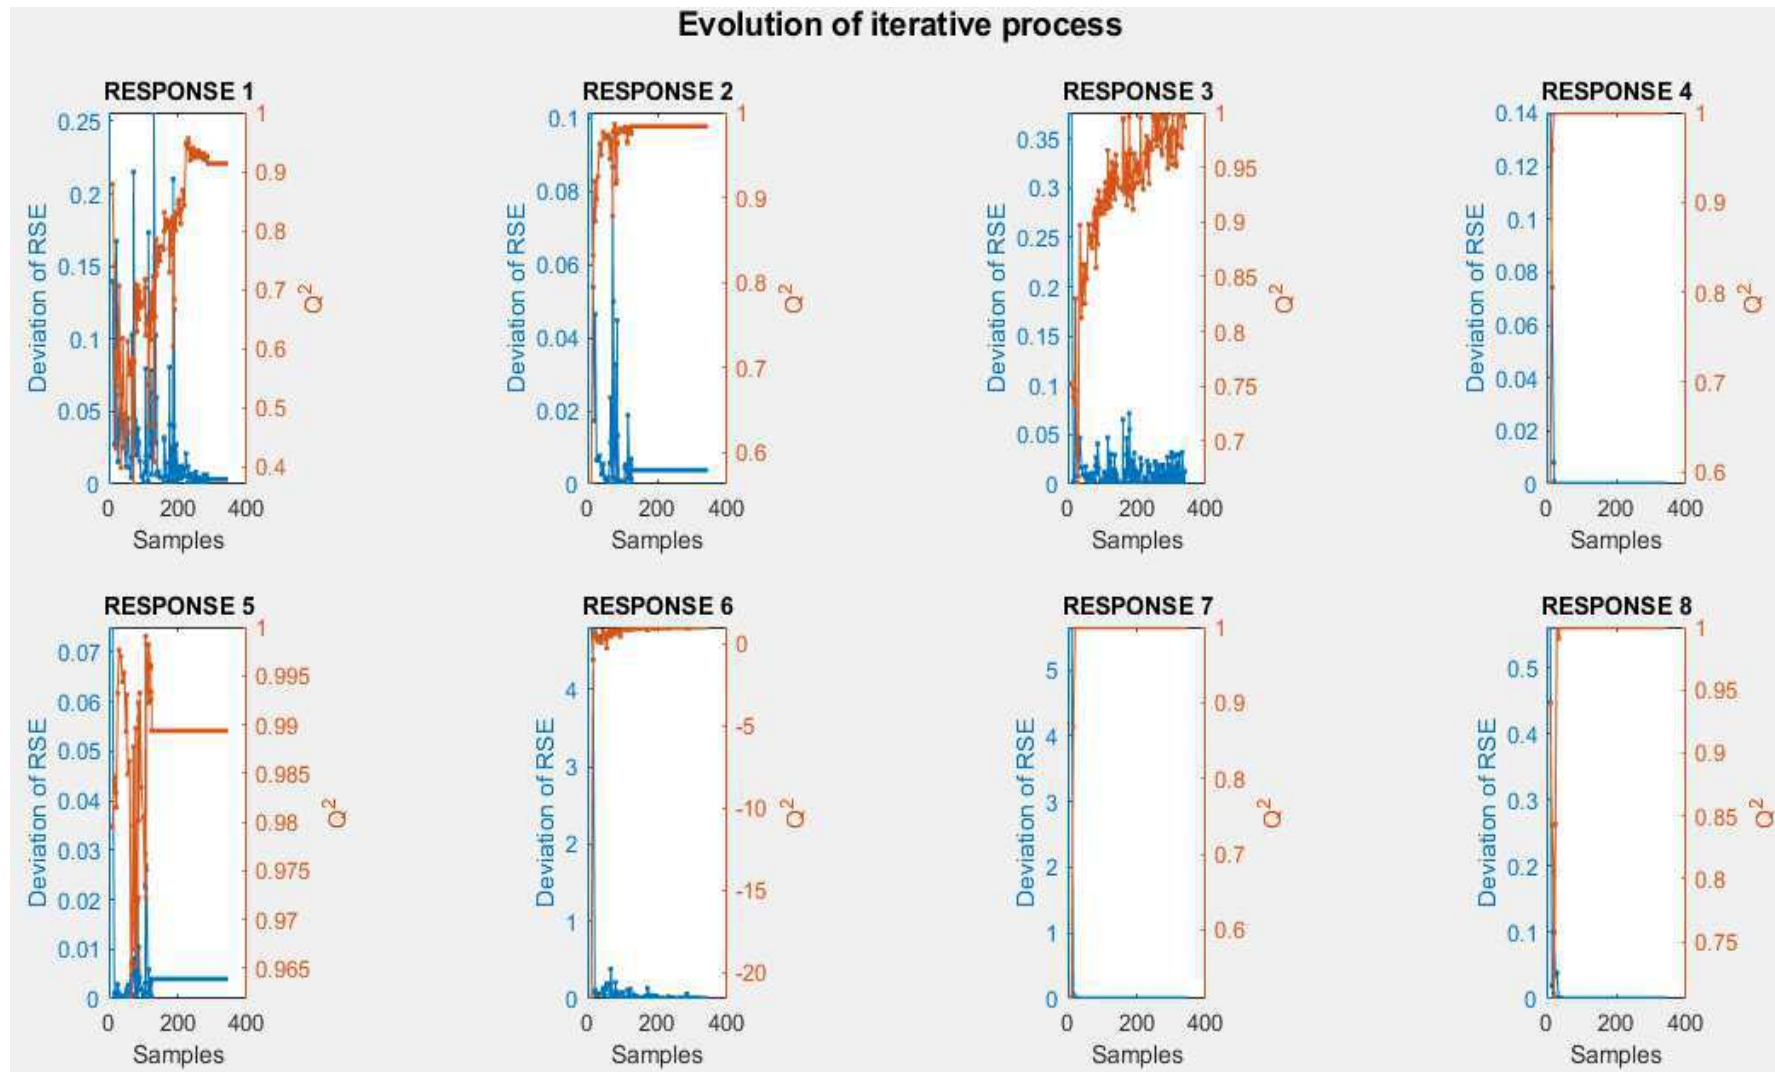 Evolution of iterative process
RESPONSE 1
0.25
0.2
0.15
0.1
0.05
0
Deviation of RSE
1
0.9
0.8
0.7
0.6
0.5
0.4
Q²
0 200 400
Samples
RESPONSE 2
0.1
0.08
0.06
0.04
0.02
0
Deviation of RSE
1
0.9
0.8
0.7
0.6
Q²
0 200 400
Samples
RESPONSE 3
0.35
0.3
0.25
0.2
0.15
0.1
0.05
0
Deviation of RSE
1
0.95
0.9
0.85
0.8
0.75
0.7
Q²
0 200 400
Samples
RESPONSE 4
0.14
0.12
0.1
0.08
0.06
0.04
0.02
0
Deviation of RSE
1
0.9
0.8
0.7
0.6
Q²
0 200 400
Samples
RESPONSE 5
0.07
0.06
0.05
0.04
0.03
0.02
0.01
0
Deviation of RSE
1
0.995
0.99
0.985
0.98
0.975
0.97
0.965
Q²
0 200 400
Samples
RESPONSE 6
4
3
2
1
0
Deviation of RSE
0
-5
-10
-15
-20
Q²
0 200 400
Samples
RESPONSE 7
5
4
3
2
1
0
Deviation of RSE
1
0.9
0.8
0.7
0.6
Q²
0 200 400
Samples
RESPONSE 8
0.5
0.4
0.3
0.2
0.1
0
Deviation of RSE
1
0.95
0.9
0.85
0.8
0.75
Q²
0 200 400
Samples